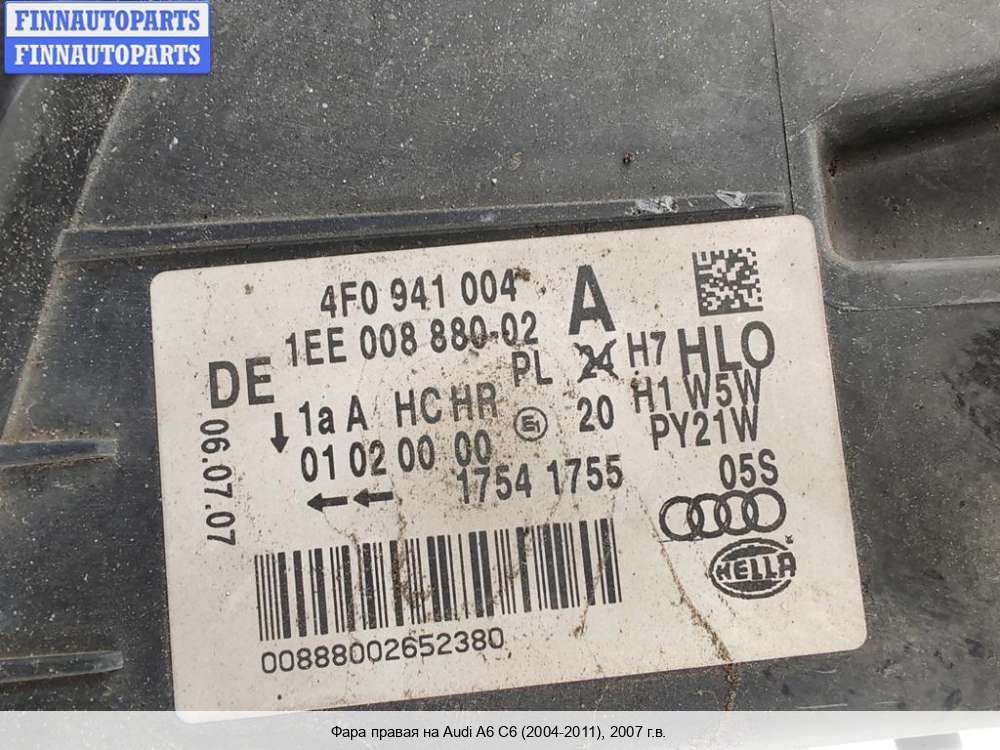 FINNAUTOPARTS
FINNAUTOPARTS
4F0 941 004 A
1EE 008 880-02
DE PL 24 H7 HLO
1a A HC HR E1 20 H1 W5W
PY21W
01 02 00 00
1754 1755 05S
06.07.07
HELLA
00888002652380
Фара правая на Audi A6 C6 (2004-2011), 2007 г.в.